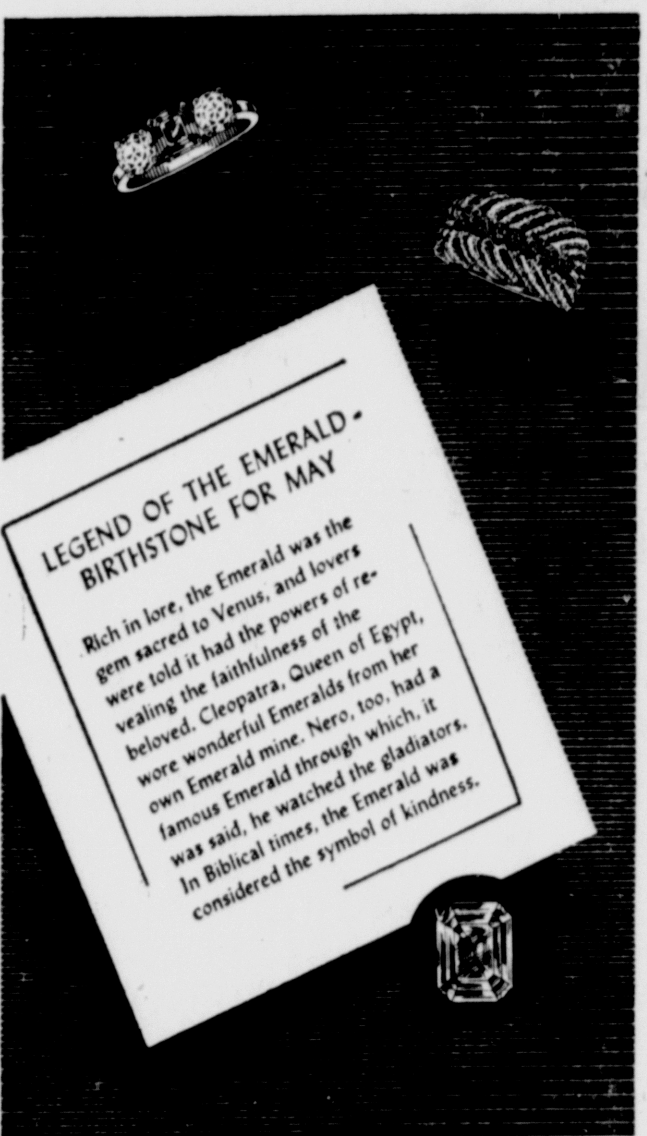 LEGEND OF THE EMERALD -
BIRTHSTONE FOR MAY
Rich in lore, the Emerald was the
gem sacred to Venus, and lovers
were told it had the powers of re-
vealing the faithfulness of the
beloved. Cleopatra, Queen of Egypt,
wore wonderful Emeralds from her
own Emerald mine. Nero, too, had a
famous Emerald through which, it
was said, he watched the gladiators.
In Biblical times, the Emerald was
considered the symbol of kindness.